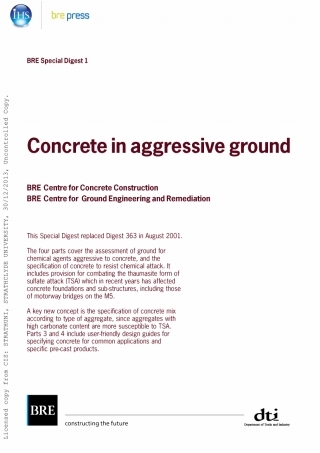 IHS
bre press
BRE Special Digest 1
Concrete in aggressive ground
BRE Centre for Concrete Construction
BRE Centre for Ground Engineering and Remediation
This Special Digest replaced Digest 363 in August 2001.
The four parts cover the assessment of ground for
chemical agents aggressive to concrete, and the
specification of concrete to resist chemical attack. It
includes provision for combating the thaumasite form of
sulfate attack (TSA) which in recent years has affected
concrete foundations and sub-structures, including those
of motorway bridges on the M5.
A key new concept is the specification of concrete mix
according to type of aggregate, since aggregates with
high carbonate content are more susceptible to TSA.
Parts 3 and 4 include user-friendly design guides for
specifying concrete for common applications and
specific pre-cast products.
BRE
constructing the future
dti
Department of Trade and Industry
Licensed copy from CIS: STRATHUNI, STRATHCLYDE UNIVERSITY, 30/12/2013, Uncontrolled Copy.